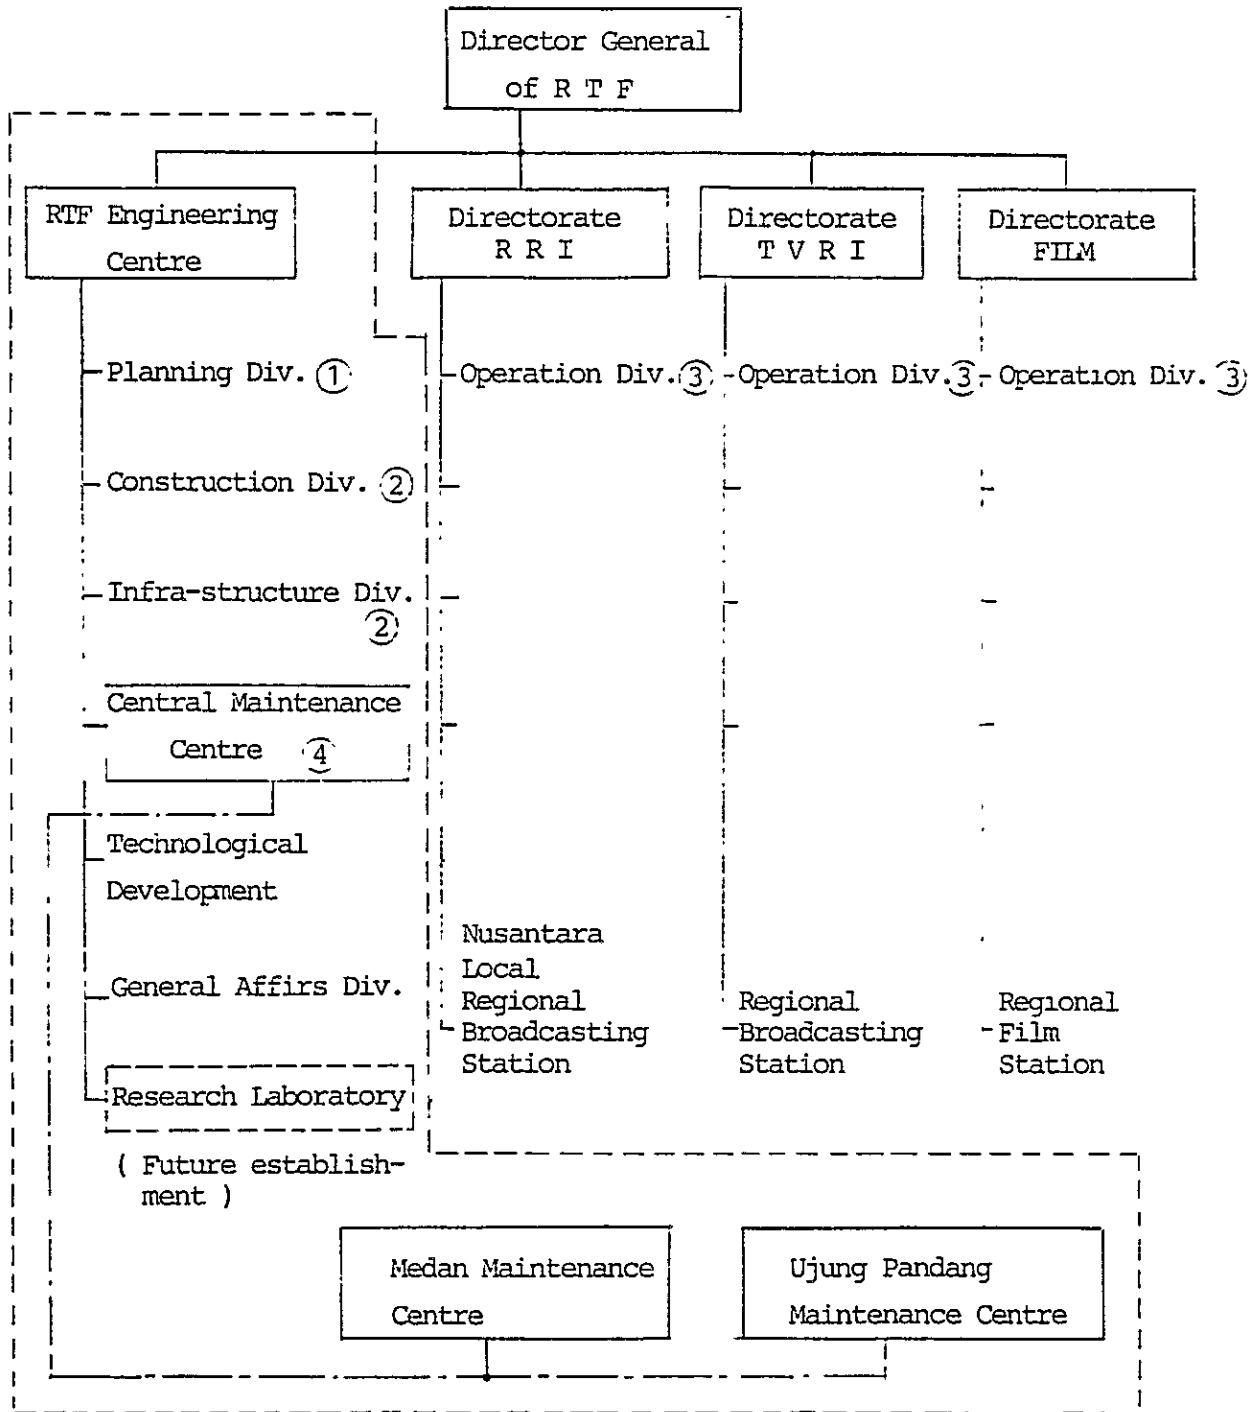 Director General
of R T F
RTF Engineering
Centre
Directorate
R R I
Directorate
T V R I
Directorate
FILM
Planning Div. ①
Operation Div. ③
Operation Div. ③
Operation Div. ③
Construction Div. ②
Infra-structure Div.
②
Central Maintenance
Centre ④
Technological
Development
General Affirs Div.
Research Laboratory
( Future establish-
ment )
Nusantara
Local
Regional
Broadcasting
Station
Regional
Broadcasting
Station
Regional
Film
Station
Medan Maintenance
Centre
Ujung Pandang
Maintenance Centre